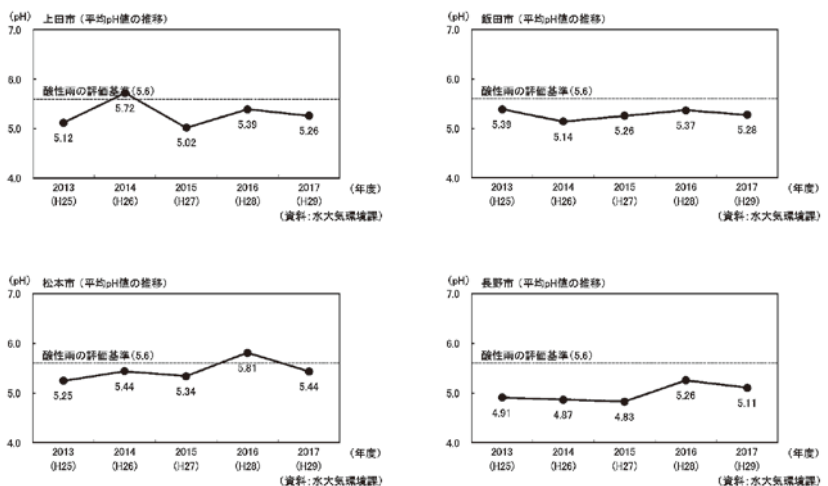 (pH) 上田市（平均pH値の推移）
7.0
6.0
酸性雨の評価基準(5.6)
5.0
4.0
5.12
5.72
5.02
5.39
5.26
2013 2014 2015 2016 2017 (年度)
(H25) (H26) (H27) (H28) (H29)
(資料:水大気環境課)
飯田市（平均pH値の推移）
7.0
6.0
酸性雨の評価基準(5.6)
5.0
4.0
5.39
5.14
5.26
5.37
5.28
2013 2014 2015 2016 2017 (年度)
(H25) (H26) (H27) (H28) (H29)
(資料:水大気環境課)
(pH) 松本市（平均pH値の推移）
7.0
6.0
酸性雨の評価基準(5.6)
5.0
4.0
5.25
5.44
5.34
5.81
5.44
2013 2014 2015 2016 2017 (年度)
(H25) (H26) (H27) (H28) (H29)
(資料:水大気環境課)
(pH) 長野市（平均pH値の推移）
7.0
6.0
酸性雨の評価基準(5.6)
5.0
4.0
4.91
4.87
4.83
5.26
5.11
2013 2014 2015 2016 2017 (年度)
(H25) (H26) (H27) (H28) (H29)
(資料:水大気環境課)